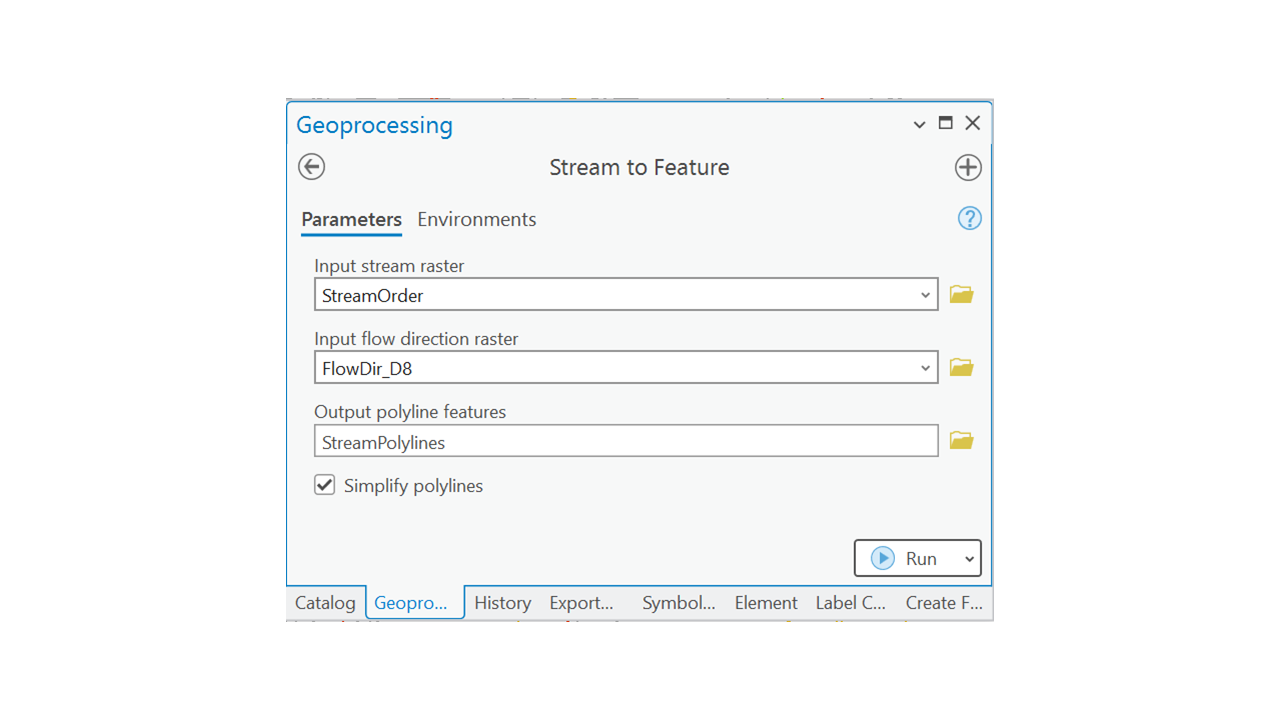 Geoprocessing
Stream to Feature
Parameters Environments
Input stream raster
StreamOrder
Input flow direction raster
FlowDir_D8
Output polyline features
StreamPolylines
Simplify polylines
Run
Catalog Geopro... History Export... Symbol... Element Label C... Create F...